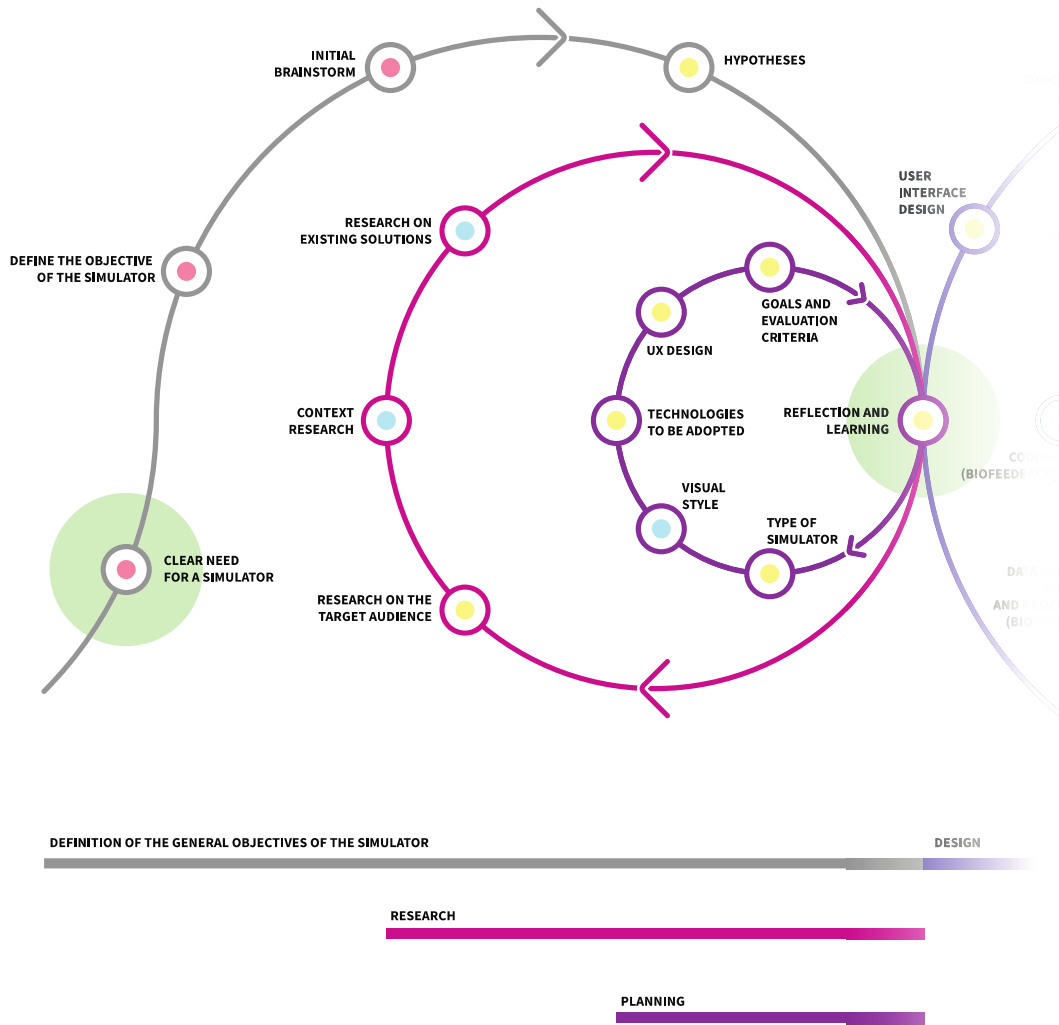 INITIAL
BRAINSTORM
HYPOTHESES
USER
INTERFACE
DESIGN
RESEARCH ON
EXISTING SOLUTIONS
DEFINE THE OBJECTIVE
OF THE SIMULATOR
GOALS AND
EVALUATION
CRITERIA
UX DESIGN
CONTEXT
RESEARCH
TECHNOLOGIES
TO BE ADOPTED
REFLECTION AND
LEARNING
VISUAL
STYLE
TYPE OF
SIMULATOR
CLEAR NEED
FOR A SIMULATOR
RESEARCH ON THE
TARGET AUDIENCE
DATA
AND
DEFINITION OF THE GENERAL OBJECTIVES OF THE SIMULATOR
DESIGN
RESEARCH
PLANNING